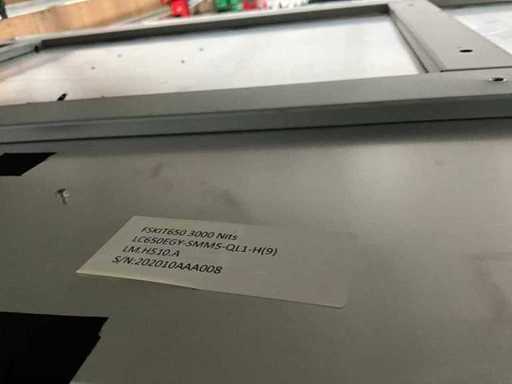 FSKIT650 3000 Nits
LC650EGY-SMM5-QL1-H(9)
LM.H510.A
S/N:202010AAA008